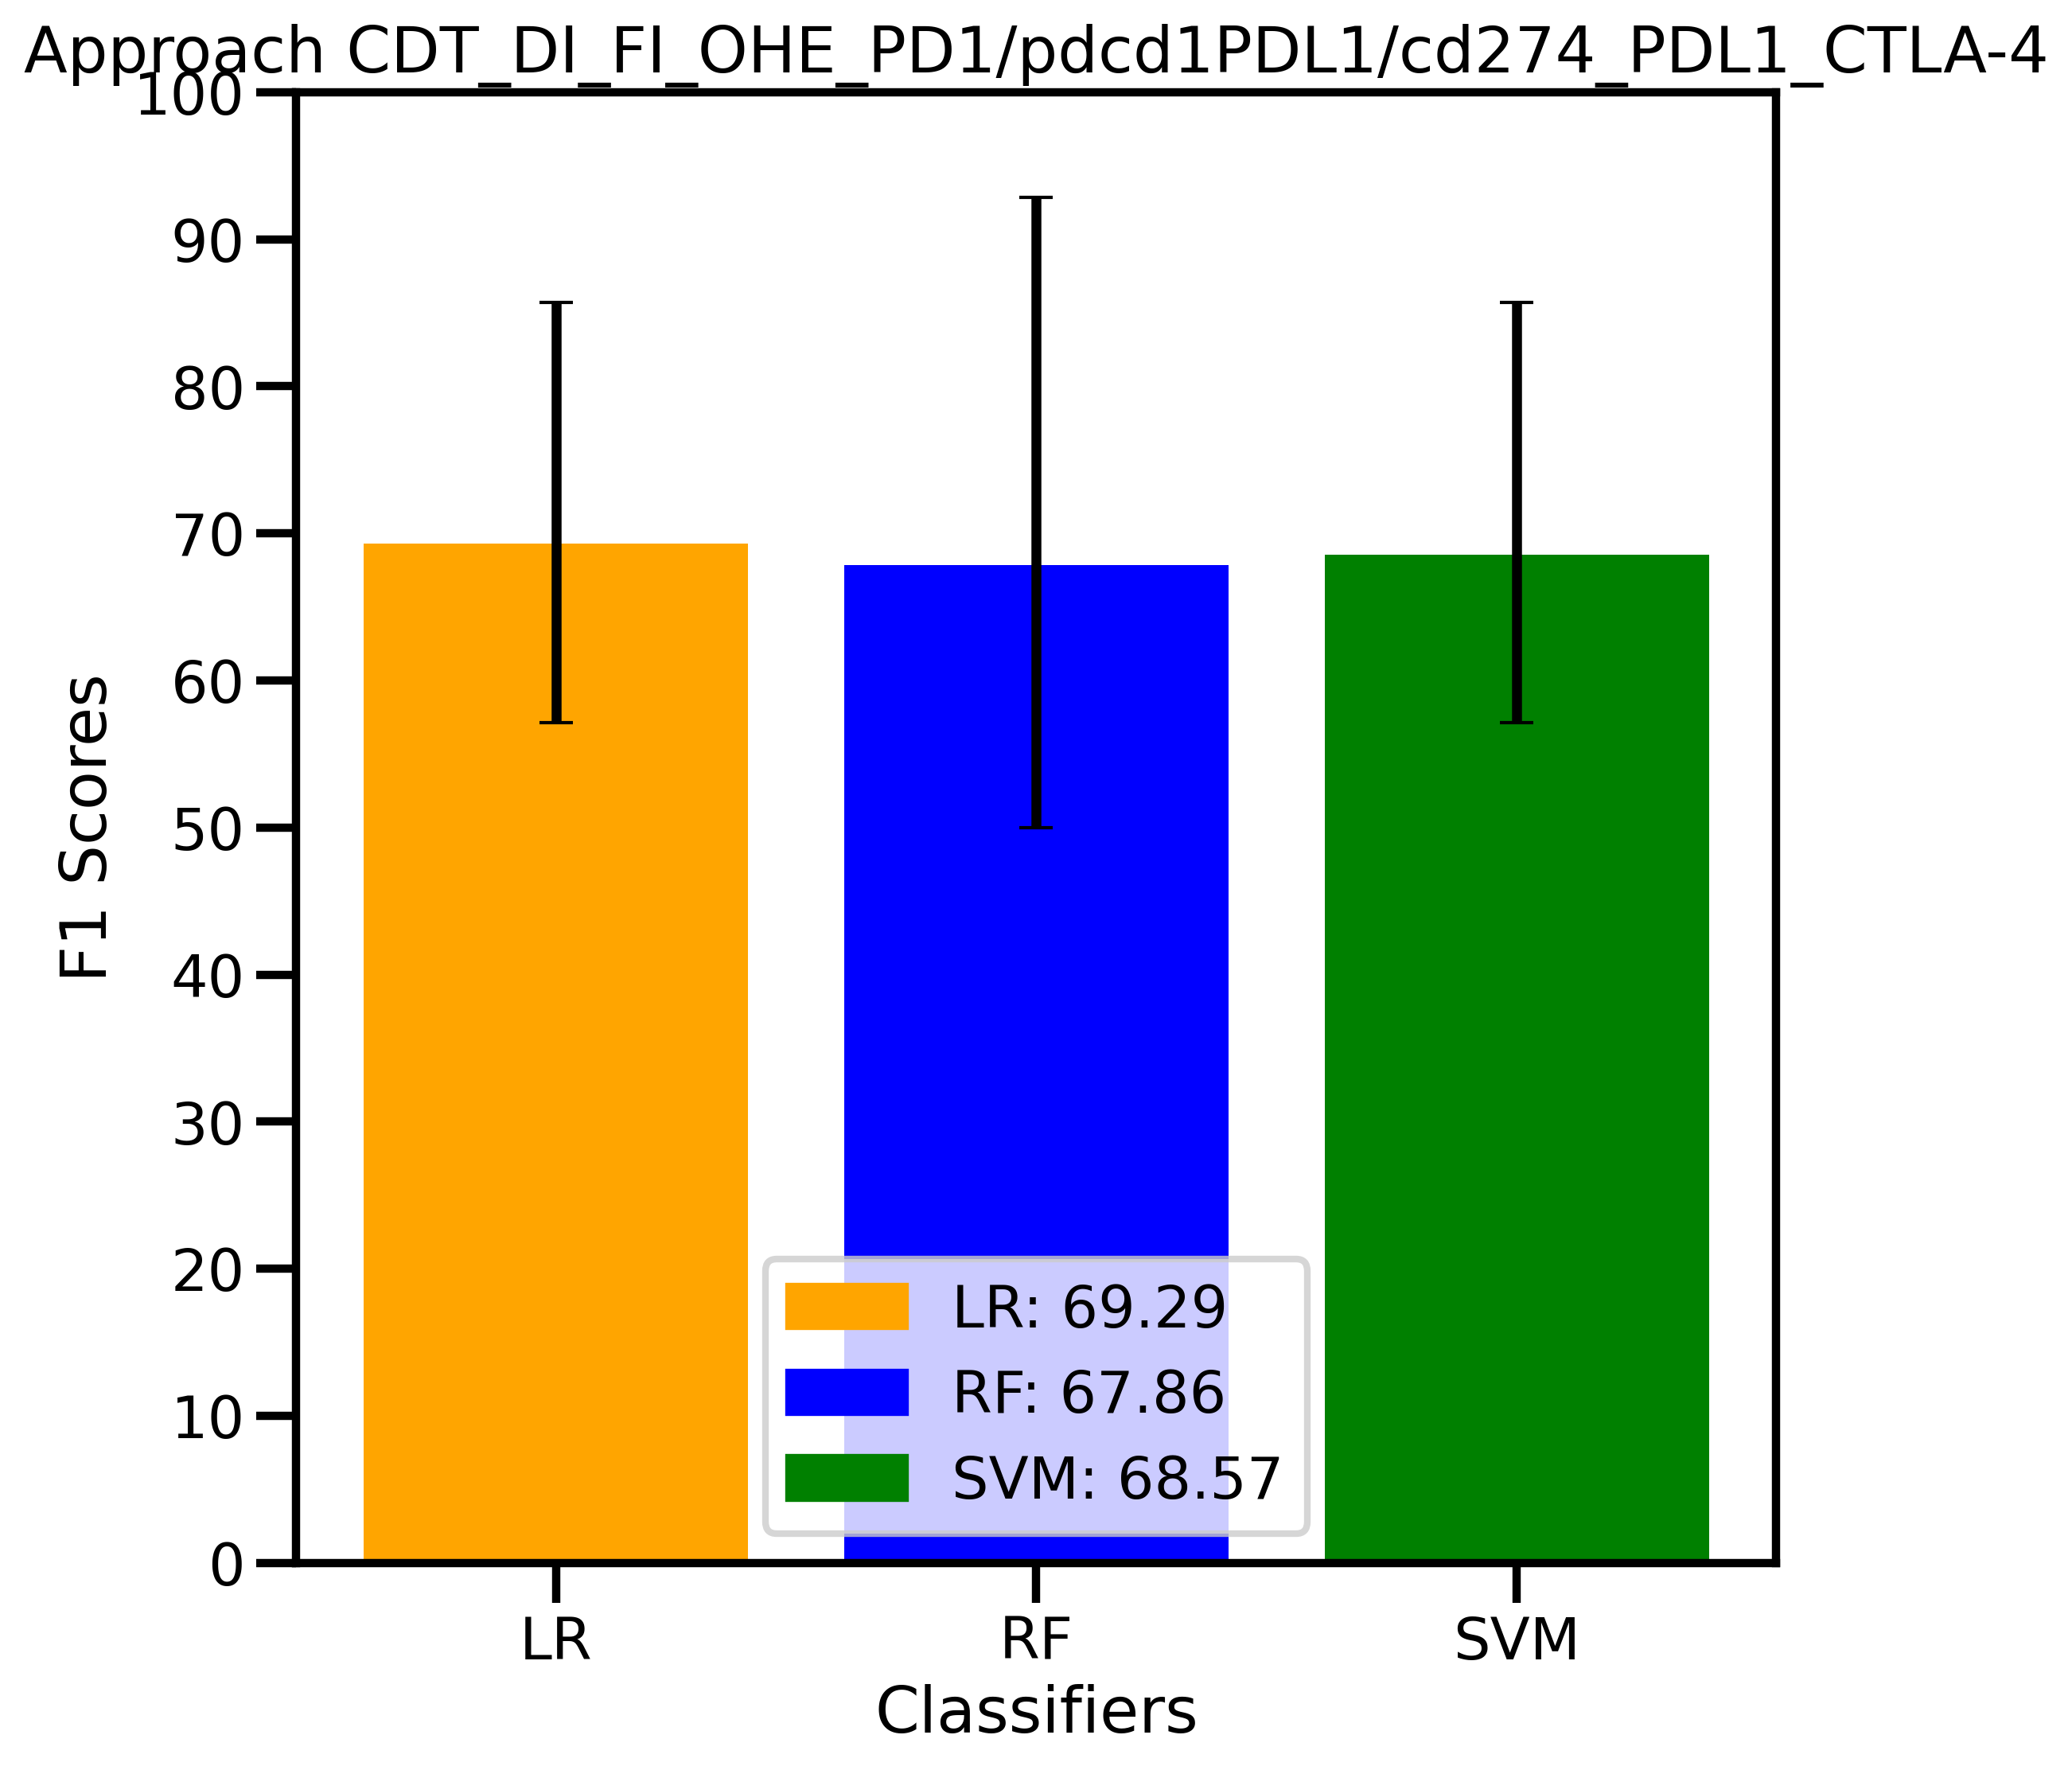 Approach CDT_DI_FI_OHE_PD1/pdcd1PDL1/cd274_PDL1_CTLA-4
100
90
80
70
60
50
40
30
20
10
0
F1 Scores
LR: 69.29
RF: 67.86
SVM: 68.57
LR
RF
SVM
Classifiers